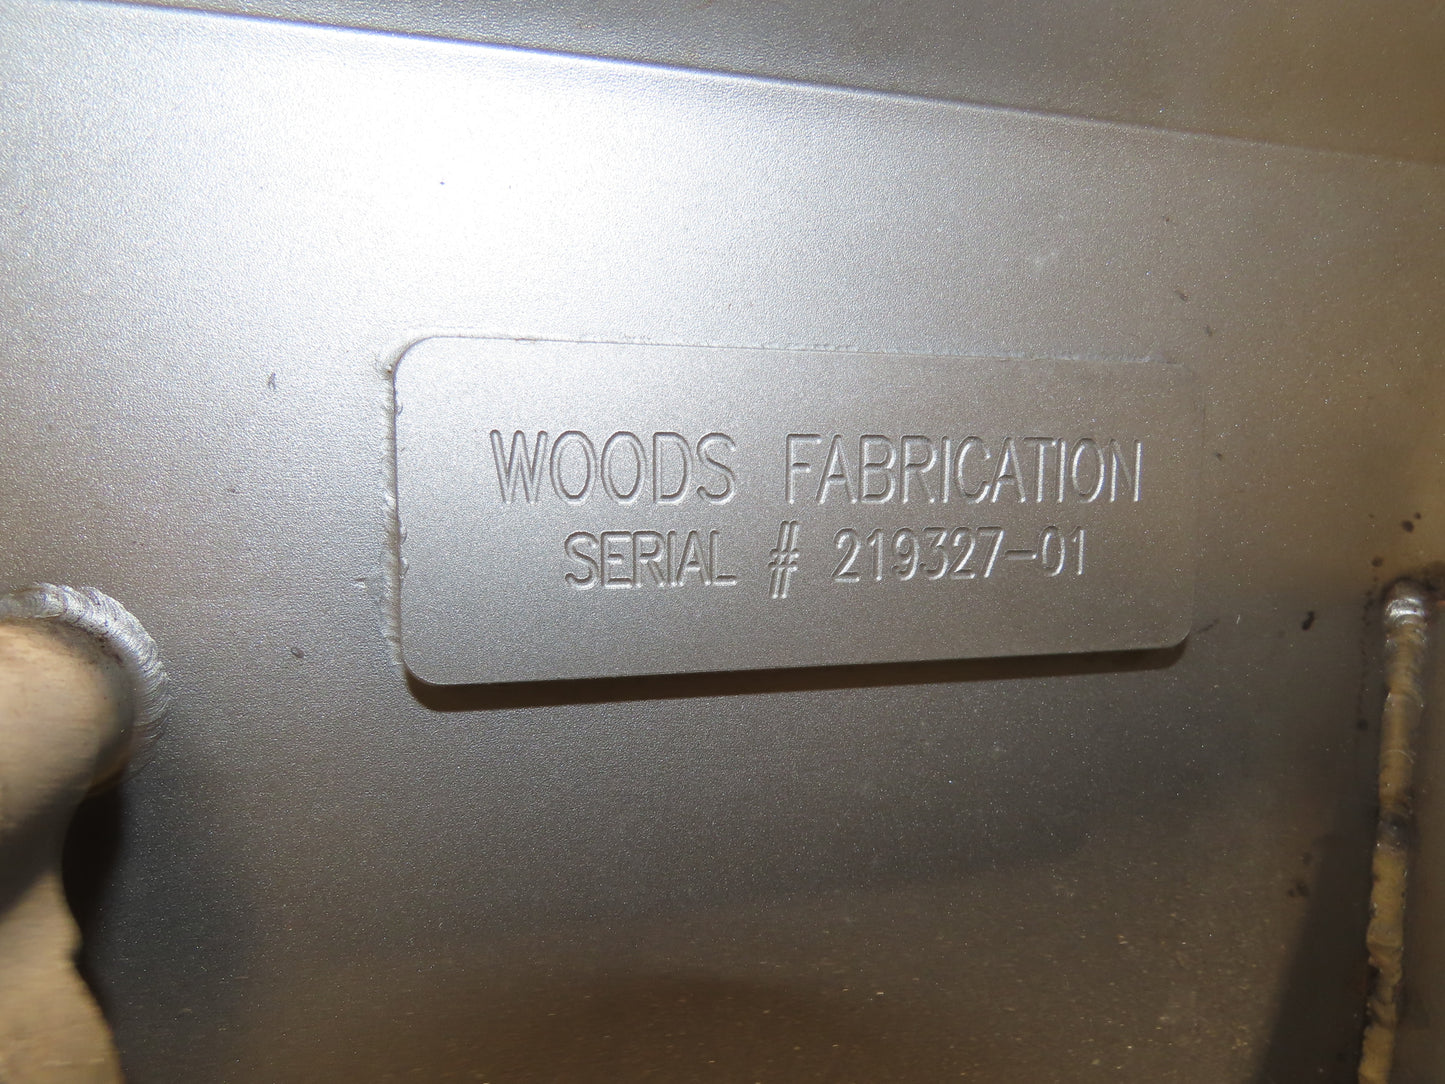 WOODS FABRICATION
SERIAL # 219327-01